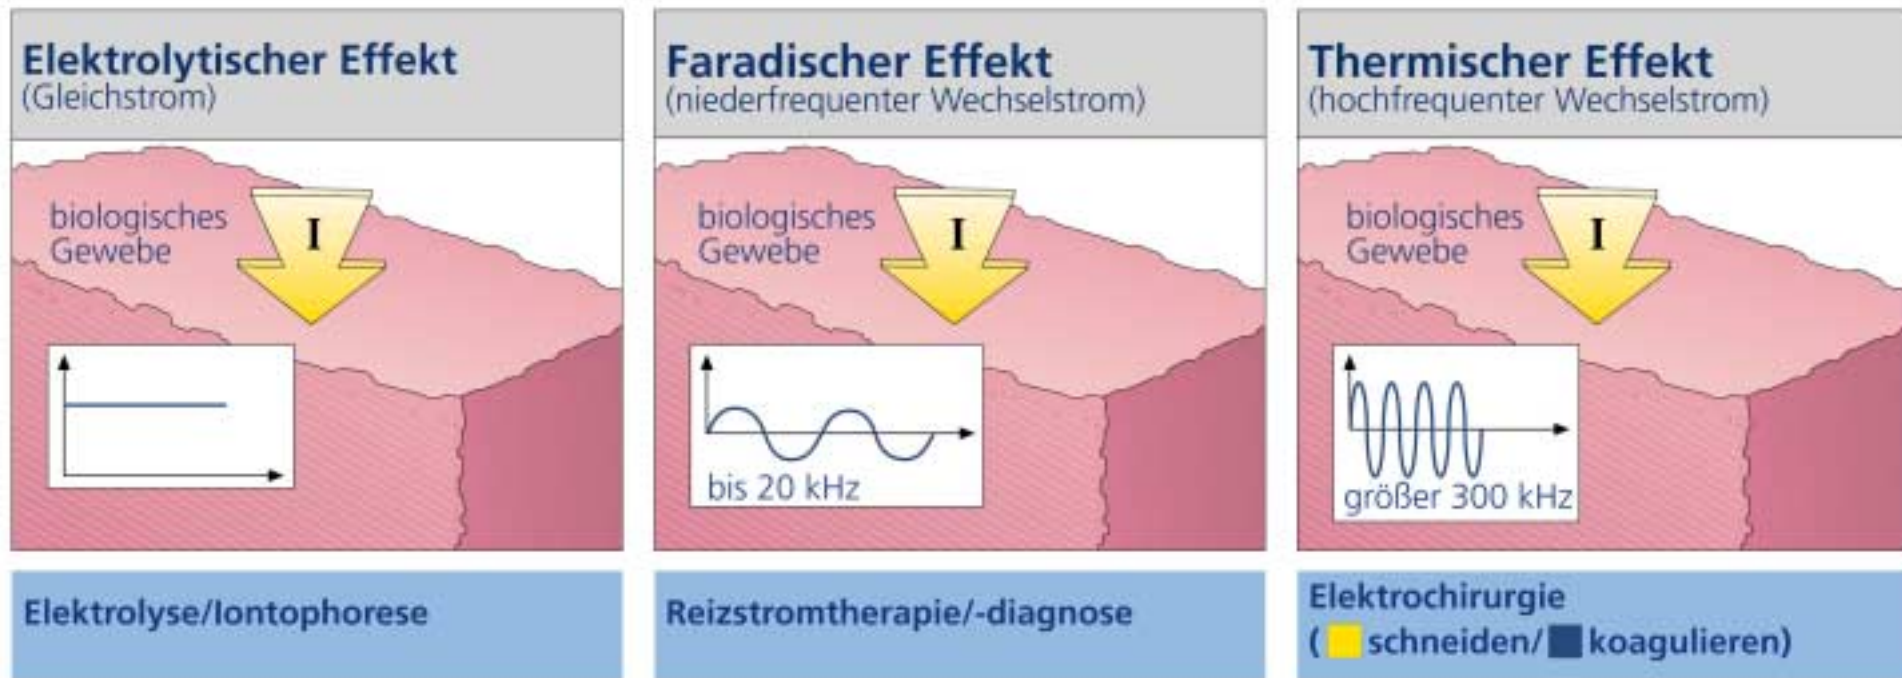 Elektrolytischer Effekt
(Gleichstrom)
biologisches
Gewebe
I
Elektrolyse/Iontophorese
Faradischer Effekt
(niederfrequenter Wechselstrom)
biologisches
Gewebe
I
bis 20 kHz
Reizstromtherapie/-diagnose
Thermischer Effekt
(hochfrequenter Wechselstrom)
biologisches
Gewebe
I
größer 300 kHz
Elektrochirurgie
( schneiden/ koagulieren)